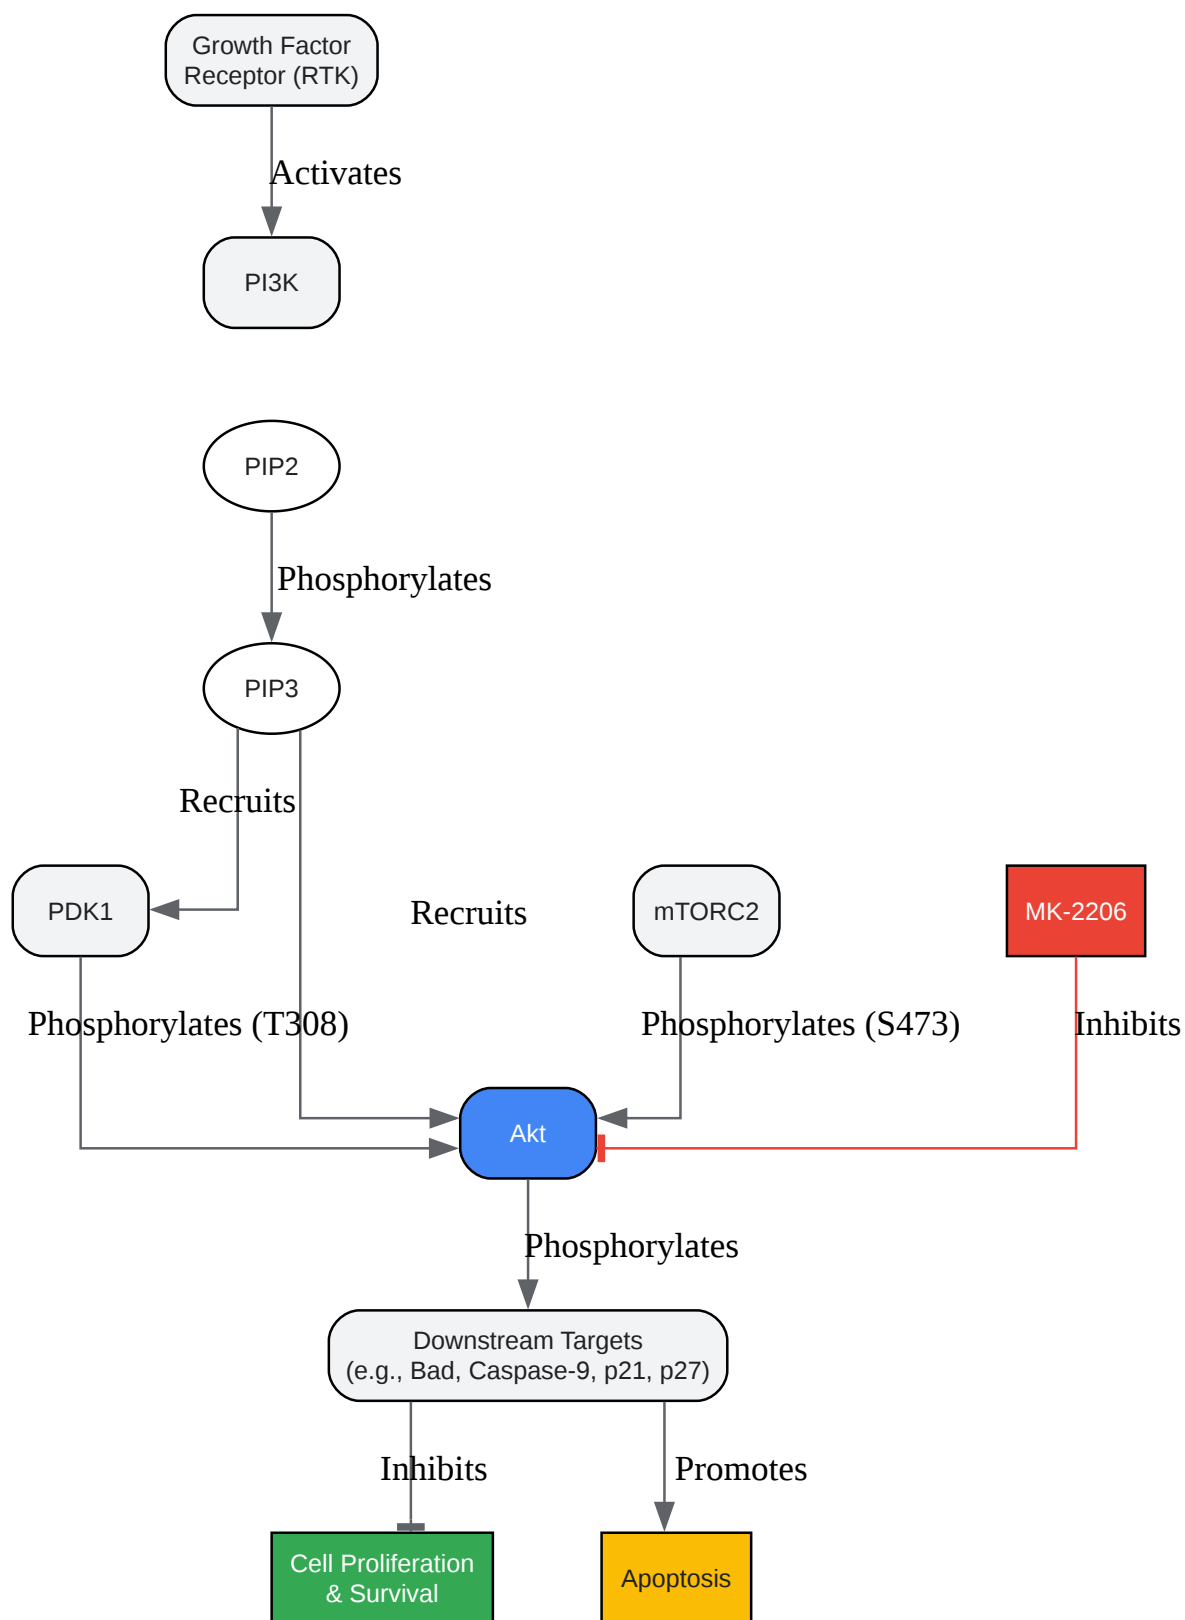 Growth Factor
Receptor (RTK)
Activates
PI3K
PIP2
Phosphorylates
PIP3
Recruits
PDK1
Recruits
mTORC2
MK-2206
Phosphorylates (T308)
Phosphorylates (S473)
Inhibits
Akt
Phosphorylates
Downstream Targets
(e.g., Bad, Caspase-9, p21, p27)
Inhibits
Promotes
Cell Proliferation
& Survival
Apoptosis